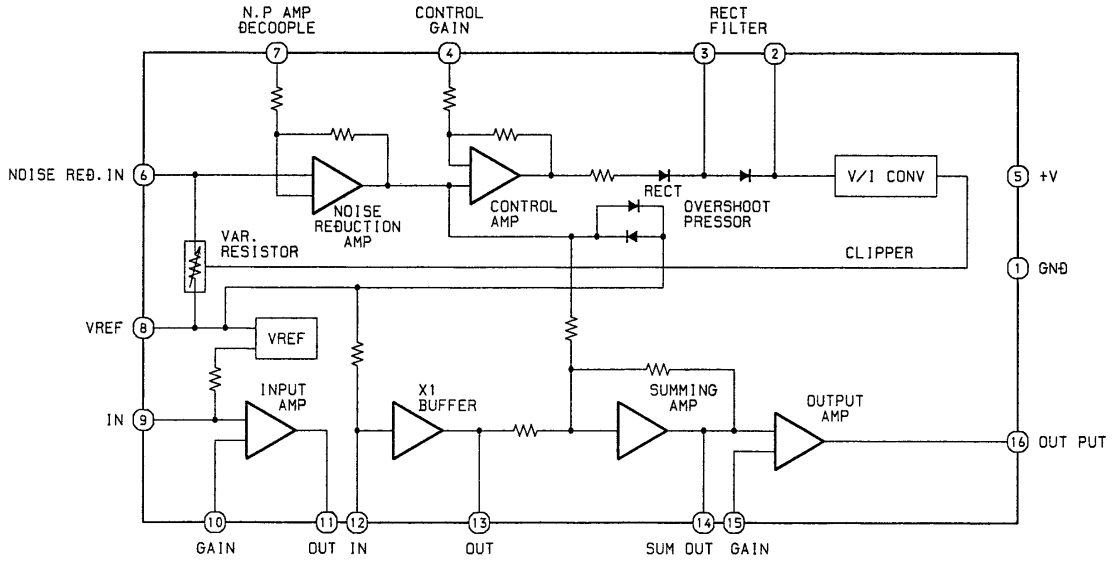 N.P AMP
DECOOPLE
CONTROL
GAIN
RECT
FILTER
7
4
3
2
NOISE RED.IN
6
V/I CONV
5
+V
RECT
NOISE
REDUCTION
AMP
CONTROL
AMP
OVERSHOOT
PRESSOR
VAR.
RESISTOR
CLIPPER
1
GND
VREF
8
VREF
INPUT
AMP
X1
BUFFER
SUMMING
AMP
OUTPUT
AMP
IN
9
16
OUT PUT
10
11
12
13
14
15
GAIN
OUT
IN
OUT
SUM OUT
GAIN